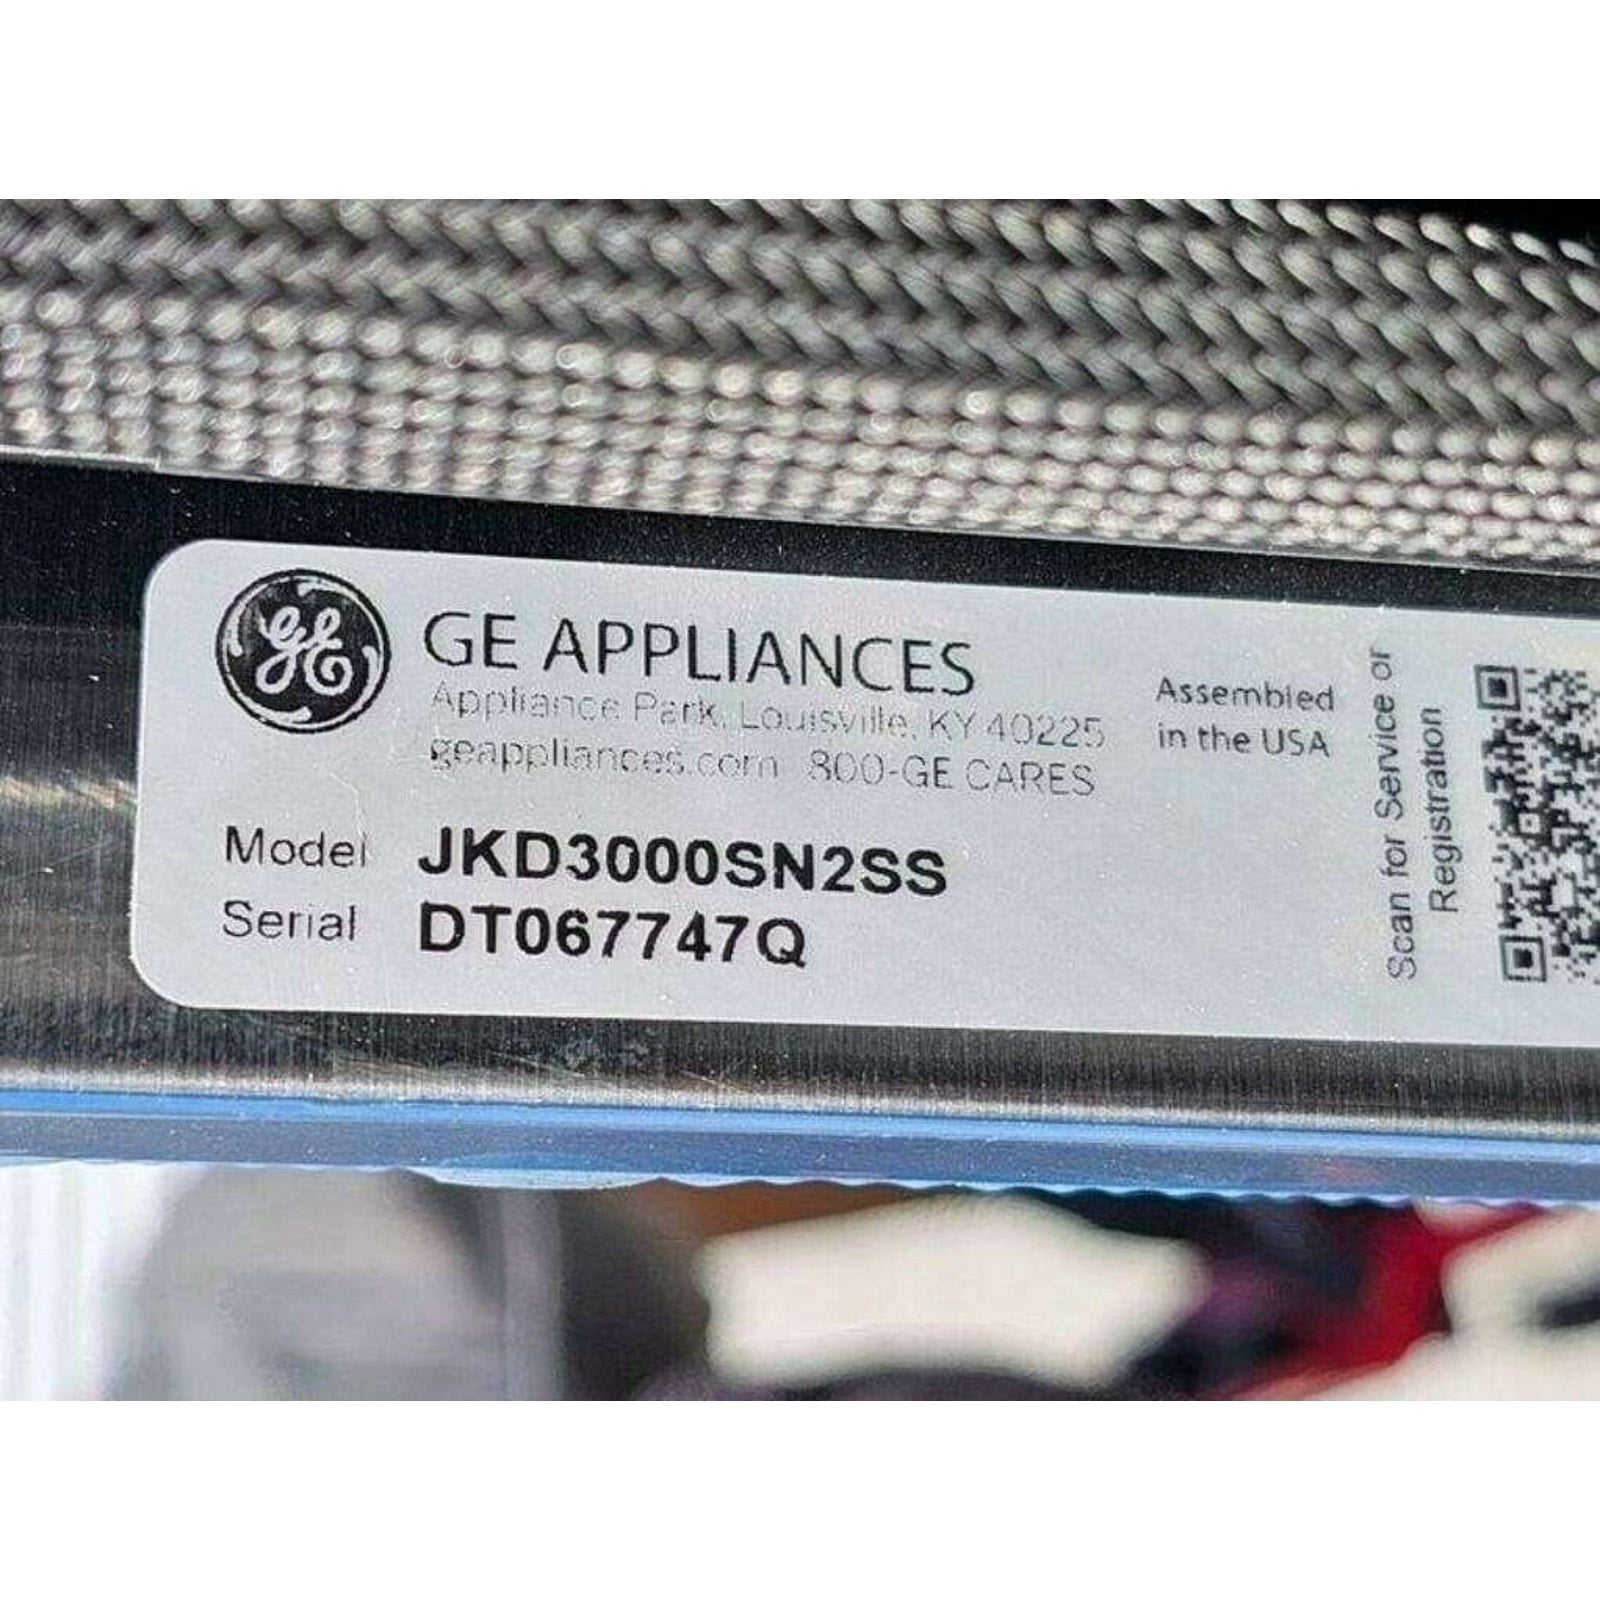 GE
GE APPLIANCES
Appliance Park, Louisville, KY 40225
geappliances.com 800-GE CARES
Assembled
in the USA
Scan for Service or
Registration
Model JKD3000SN2SS
Serial DT067747Q